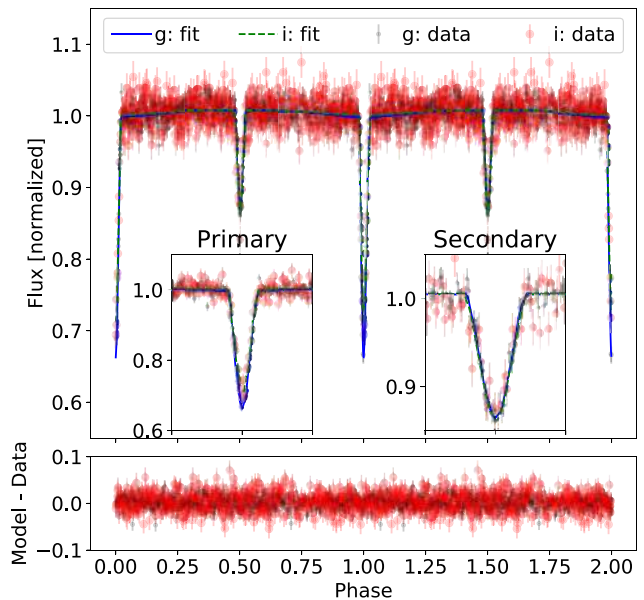 g: fit i: fit g: data i: data
1.1
1.0
0.9
0.8
0.7
0.6
Flux [normalized]
Primary
1.0
0.8
0.6
Secondary
1.0
0.9
0.1
0.0
−0.1
Model - Data
0.00 0.25 0.50 0.75 1.00 1.25 1.50 1.75 2.00
Phase